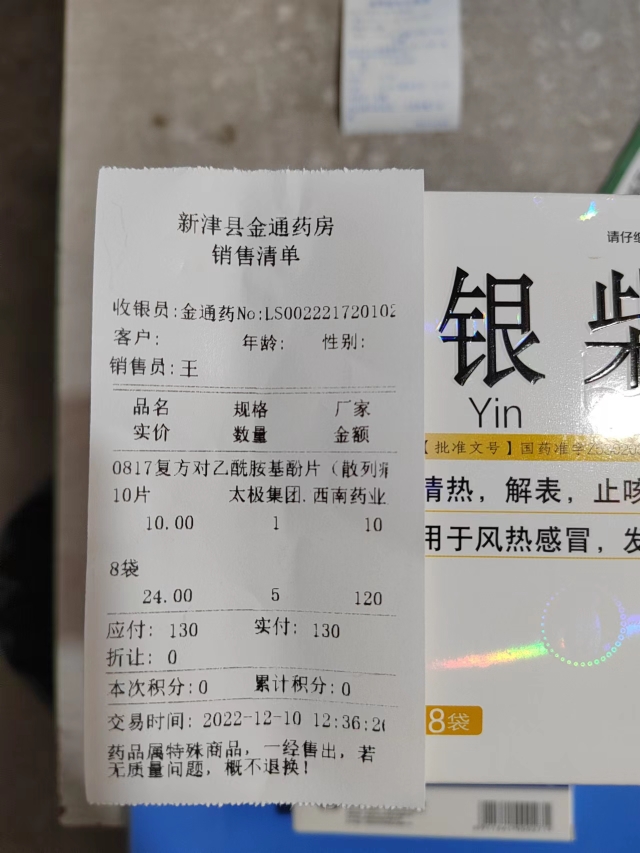 新津县金通药房
销售清单
收银员:金通药No:LS002221720102
客户: 年龄: 性别:
销售员:王
品名 规格 厂家
实价 数量 金额
0817复方对乙酰胺基酚片（散列
10片 太极集团.西南药业
10.00 1 10
8袋
24.00 5 120
应付: 130 实付: 130
折让: 0
本次积分:0 累计积分:0
交易时间: 2022-12-10 12:36:26
药品属特殊商品，一经售出，若
无质量问题，概不退换!
请仔细
银柴
Yin
【批准文号】国药准字
清热，解表，止咳
用于风热感冒，发
8袋